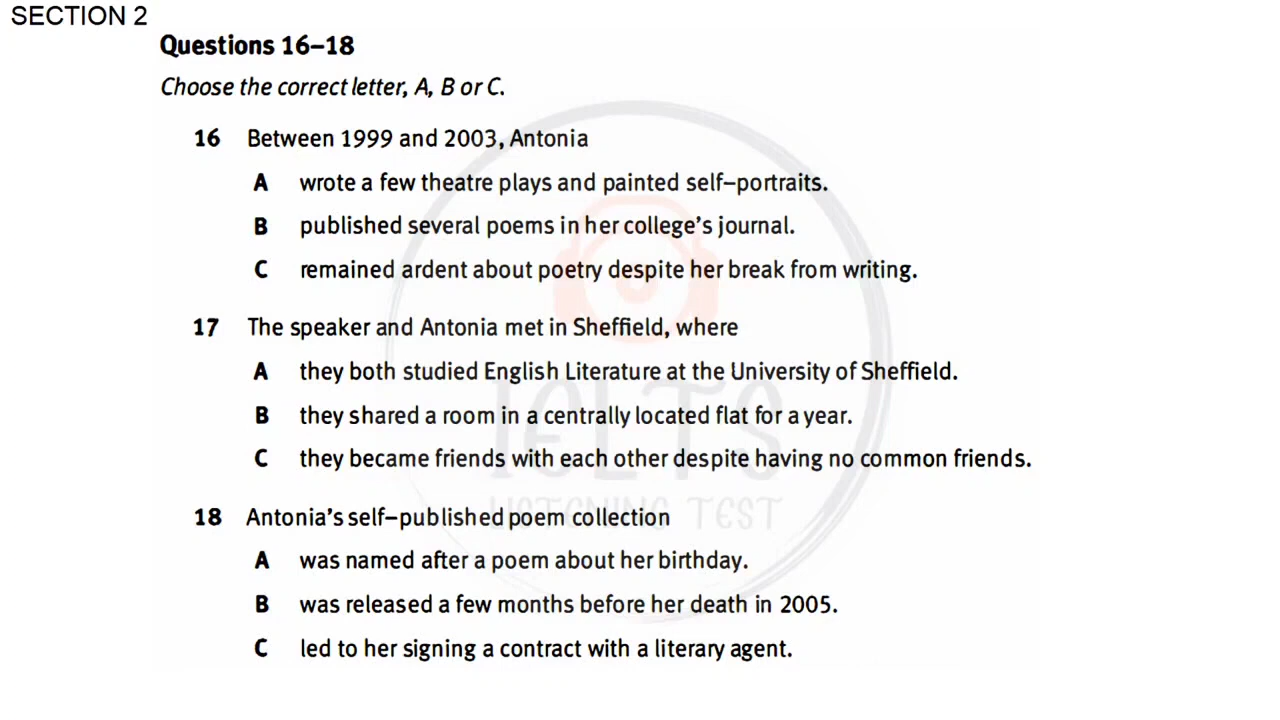 SECTION 2
Questions 16–18
Choose the correct letter, A, B or C.
16 Between 1999 and 2003, Antonia
A wrote a few theatre plays and painted self–portraits.
B published several poems in her college's journal.
C remained ardent about poetry despite her break from writing.
17 The speaker and Antonia met in Sheffield, where
A they both studied English Literature at the University of Sheffield.
B they shared a room in a centrally located flat for a year.
C they became friends with each other despite having no common friends.
IELTS
LISTENING TEST
18 Antonia's self–published poem collection
A was named after a poem about her birthday.
B was released a few months before her death in 2005.
C led to her signing a contract with a literary agent.